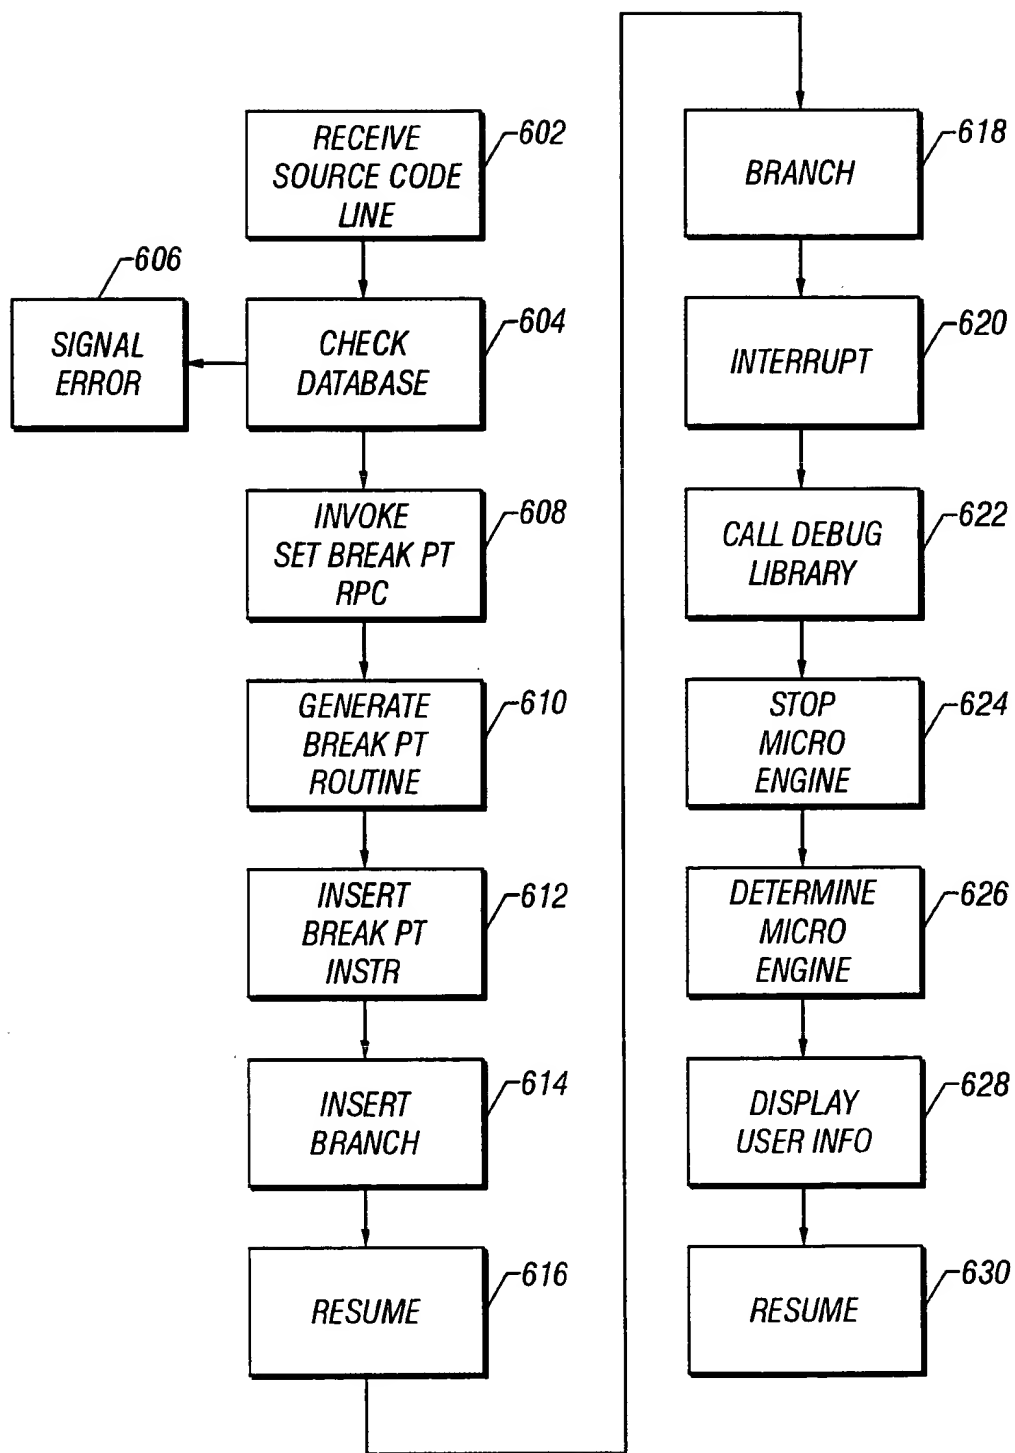 RECEIVE
SOURCE CODE
LINE
602
606
SIGNAL
ERROR
CHECK
DATABASE
604
INVOKE
SET BREAK PT
RPC
608
GENERATE
BREAK PT
ROUTINE
610
INSERT
BREAK PT
INSTR
612
INSERT
BRANCH
614
RESUME
616
BRANCH
618
INTERRUPT
620
CALL DEBUG
LIBRARY
622
STOP
MICRO
ENGINE
624
DETERMINE
MICRO
ENGINE
626
DISPLAY
USER INFO
628
RESUME
630